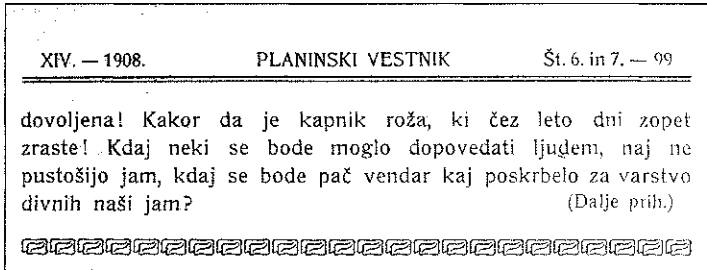 XIV. — 1908. PLANINSKI VESTNIK Št. 6. in 7. — 99
dovoljena! Kakor da je kapnik roža, ki čez leto dni zopet
zraste! Kdaj neki se bode moglo dopovedati ljudem, naj ne
pustošijo jam, kdaj se bode pač vendar kaj poskrbelo za varstvo
divnih naši jam? (Dalje prih.)